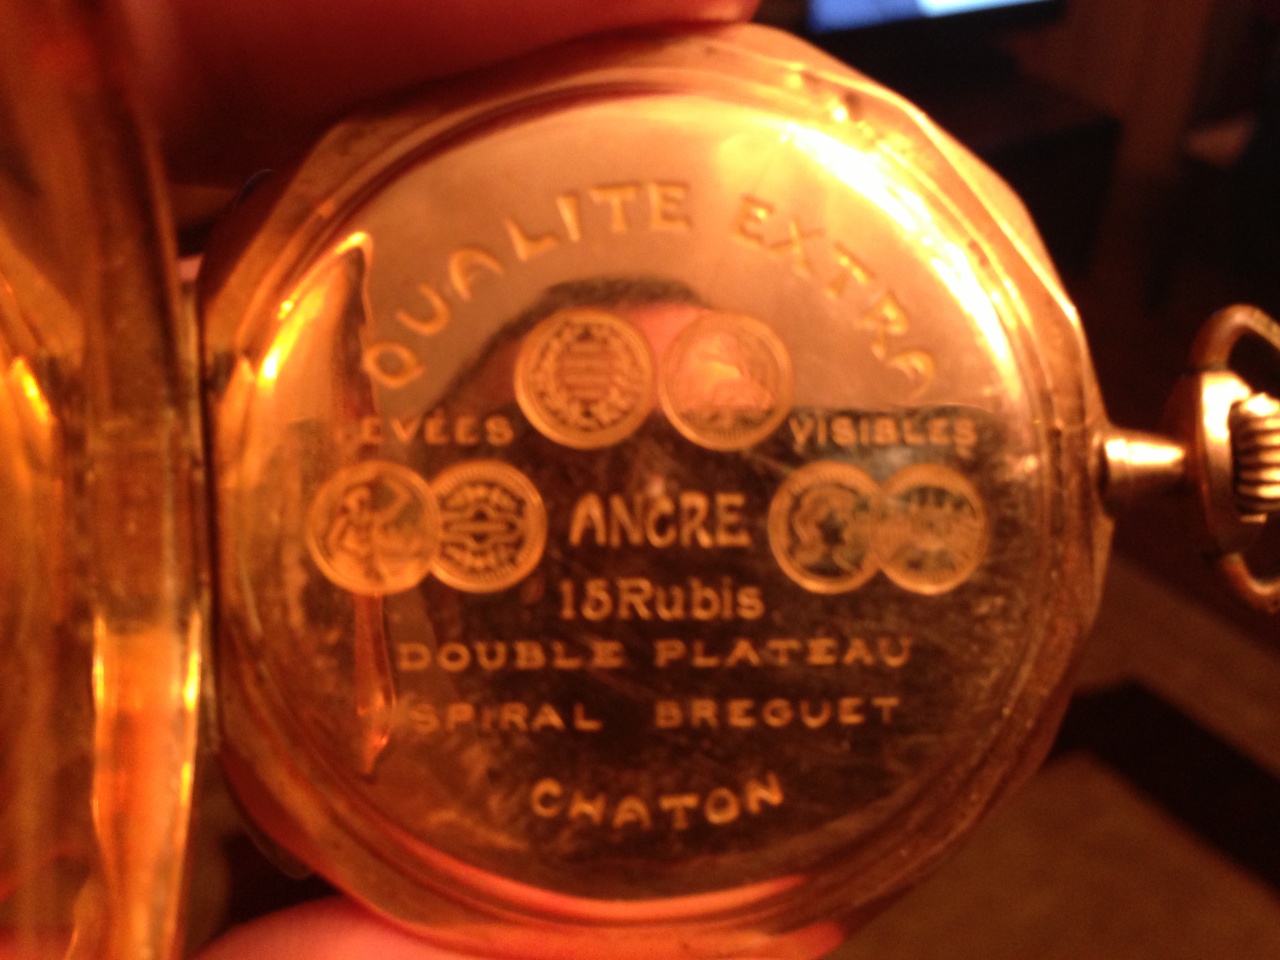 QUALITE EXTRA
LEVÉES VISIBLES
ANCRE
15 Rubis
DOUBLE PLATEAU
SPIRAL BREGUET
CHATON